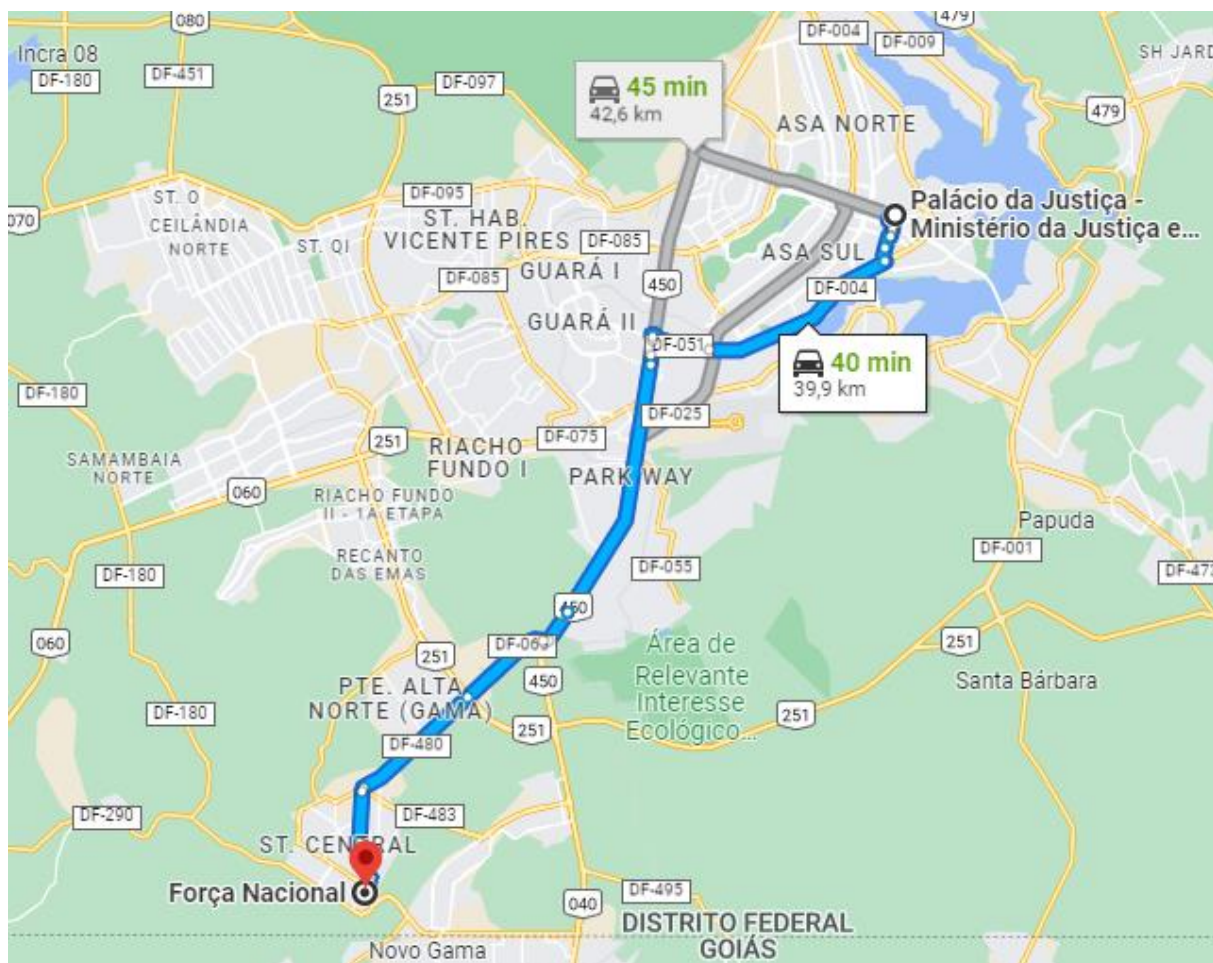 080
479
DF-004
DF-009
Incra 08
DF-180
DF-451
SH JARD
45 min
42,6 km
251
DF-097
479
ASA NORTE
070
ST. O
CEILÂNDIA
NORTE
DF-095
ST. QI
ST. HAB.
VICENTE PIRES
DF-085
GUARÁ I
DF-085
Palácio da Justiça -
Ministério da Justiça e...
ASA SUL
450
DF-004
GUARÁ II
DF-051
40 min
39,9 km
DF-180
DF-025
DF-075
251
RIACHO
FUNDO I
PARK WAY
SAMAMBAIA
NORTE
060
RIACHO FUNDO
II - 1A ETAPA
Papuda
RECANTO
DAS EMAS
DF-001
DF-180
DF-055
DF-473
450
060
251
Área de
Relevante
Interesse
Ecológico...
251
450
Santa Bárbara
PTE. ALTA
NORTE (GAMA)
DF-180
251
251
DF-480
DF-290
DF-483
ST. CENTRAL
Força Nacional
DF-495
040
DISTRITO FEDERAL
GOIÁS
Novo Gama